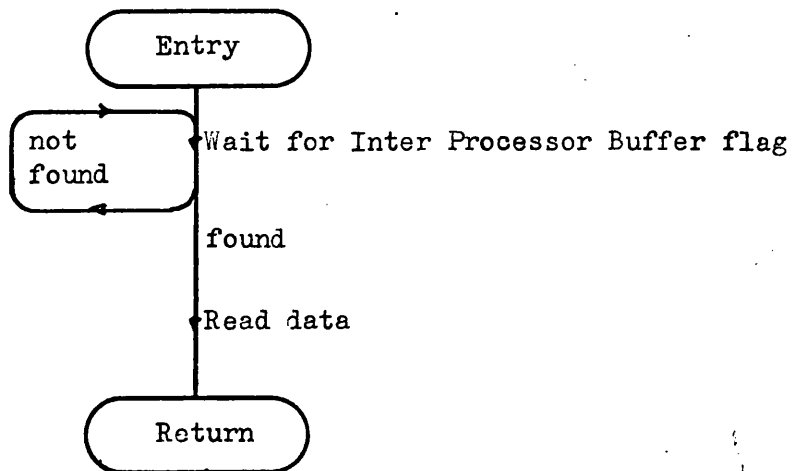 Entry
not
found
Wait for Inter Processor Buffer flag
found
Read data
Return